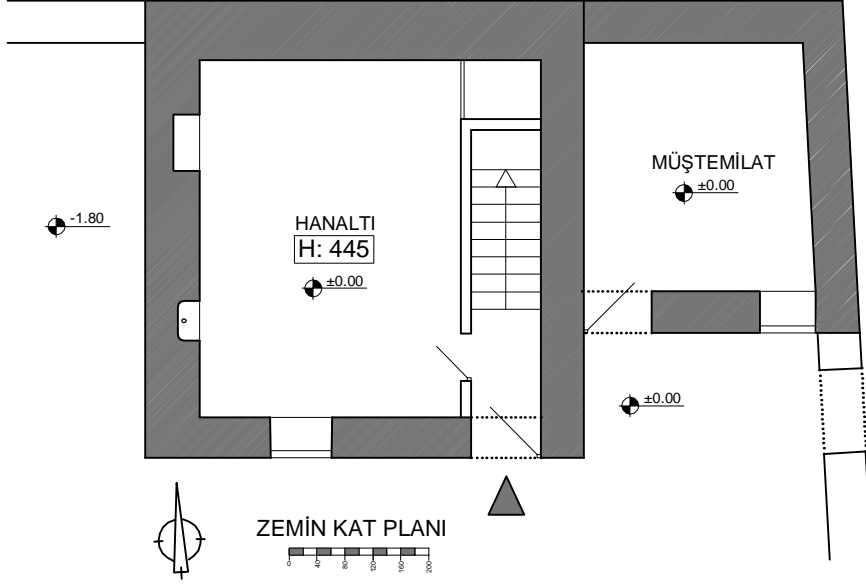 MÜŞTEMİLAT
±0.00
-1.80
HANALTI
H: 445
±0.00
±0.00
ZEMİN KAT PLANI
0 40 80 120 160 200